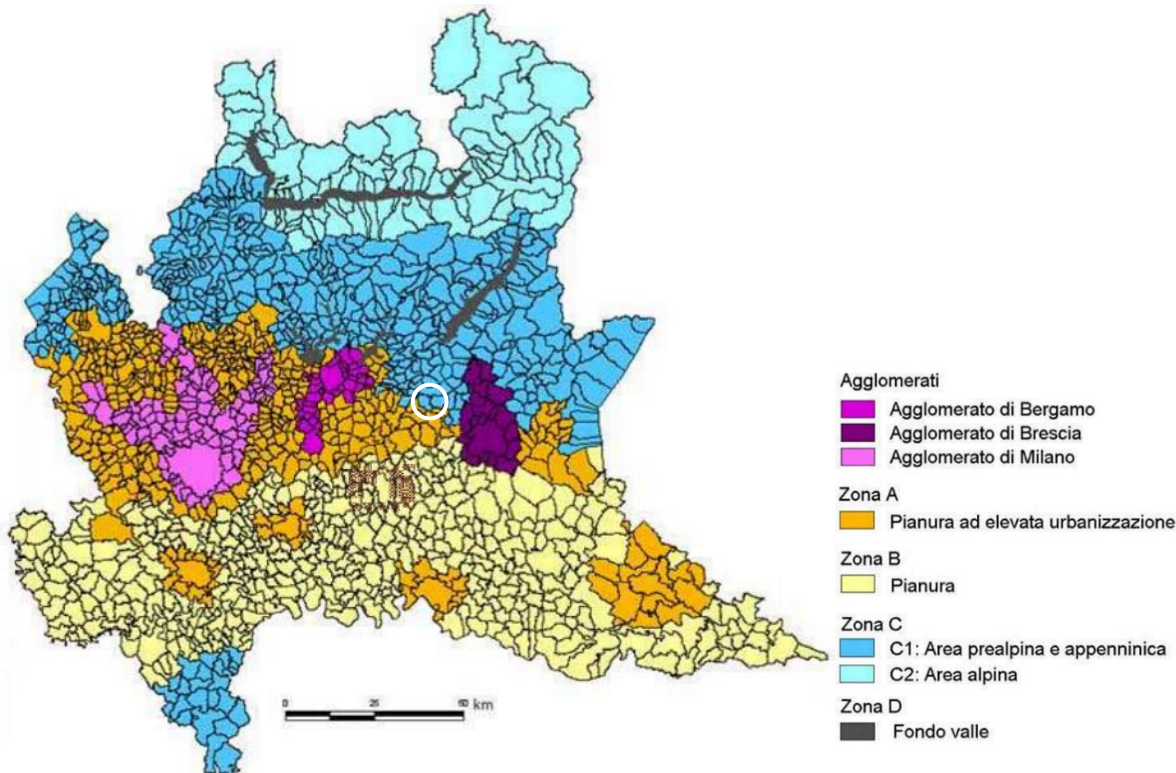 Agglomerati
Agglomerato di Bergamo
Agglomerato di Brescia
Agglomerato di Milano
Zona A
Pianura ad elevata urbanizzazione
Zona B
Pianura
Zona C
C1: Area prealpina e appenninica
C2: Area alpina
Zona D
Fondo valle
0 25 50 km